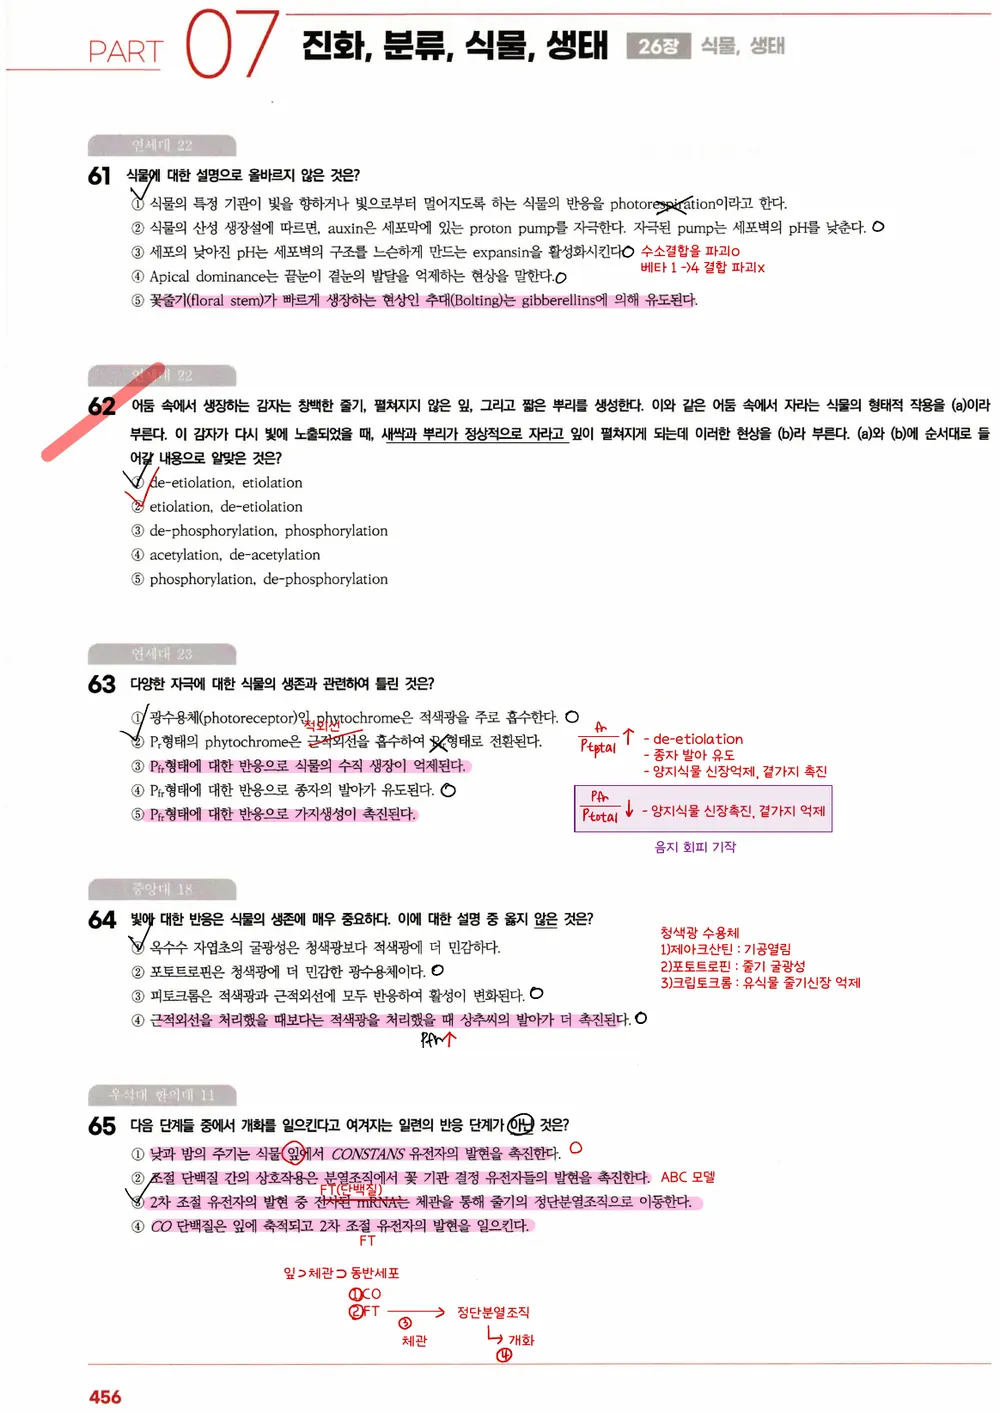 PART 07 진화, 분류, 식물, 생태 26장 식물, 생태
연세대 22
61 식물에 대한 설명으로 올바르지 않은 것은?
① 식물의 특정 기관이 빛을 향하거나 빛으로부터 멀어지도록 하는 식물의 반응을 photorespiration이라고 한다.
② 식물의 산성 생장설에 따르면, auxin은 세포막에 있는 proton pump를 자극한다. 자극된 pump는 세포벽의 pH를 낮춘다. O
③ 세포의 낮아진 pH는 세포벽의 구조를 느슨하게 만드는 expansin을 활성화시킨다. O 수소결합을 파괴o
베타 1 ->4 결합 파괴x
④ Apical dominance는 끝눈이 곁눈의 발달을 억제하는 현상을 말한다. O
⑤ 꽃줄기(floral stem)가 빠르게 생장하는 현상인 추대(Bolting)는 gibberellins에 의해 유도된다.
연세대 22
62 어둠 속에서 생장하는 감자는 창백한 줄기, 펼쳐지지 않은 잎, 그리고 짧은 뿌리를 생성한다. 이와 같은 어둠 속에서 자라는 식물의 형태적 작용을 (a)이라
부른다. 이 감자가 다시 빛에 노출되었을 때, 새싹과 뿌리가 정상적으로 자라고 잎이 펼쳐지게 되는데 이러한 현상을 (b)라 부른다. (a)와 (b)에 순서대로 들
어갈 내용으로 알맞은 것은?
① de-etiolation, etiolation
② etiolation, de-etiolation
③ de-phosphorylation, phosphorylation
④ acetylation, de-acetylation
⑤ phosphorylation, de-phosphorylation
연세대 23
63 다양한 자극에 대한 식물의 생존과 관련하여 틀린 것은?
① 광수용체(photoreceptor)인 phytochrome은 적색광을 주로 흡수한다. O
적외선
② Pr형태의 phytochrome은 근적외선을 흡수하여 Pfr형태로 전환된다.
③ Pfr형태에 대한 반응으로 식물의 수직 생장이 억제된다.
④ Pfr형태에 대한 반응으로 종자의 발아가 유도된다. O
⑤ Pfr형태에 대한 반응으로 가지생성이 촉진된다.
Pfr
Ptotal ↑
- de-etiolation
- 종자 발아 유도
- 양지식물 신장억제, 곁가지 촉진
Pfr
Ptotal ↓ - 양지식물 신장촉진, 곁가지 억제
음지 회피 기작
중앙대 18
64 빛에 대한 반응은 식물의 생존에 매우 중요하다. 이에 대한 설명 중 옳지 않은 것은?
① 옥수수 자엽초의 굴광성은 청색광보다 적색광에 더 민감하다.
② 포토트로핀은 청색광에 더 민감한 광수용체이다. O
③ 피토크롬은 적색광과 근적외선에 모두 반응하여 활성이 변화된다. O
④ 근적외선을 처리했을 때보다는 적색광을 처리했을 때 상추씨의 발아가 더 촉진된다. O
Pfr↑
청색광 수용체
1)제아크산틴 : 기공열림
2)포토트로핀 : 줄기 굴광성
3)크립토크롬 : 유식물 줄기신장 억제
우석대 한의대 11
65 다음 단계들 중에서 개화를 일으킨다고 여겨지는 일련의 반응 단계가 아닌 것은?
① 낮과 밤의 주기는 식물 잎에서 CONSTANS 유전자의 발현을 촉진한다. O
② 조절 단백질 간의 상호작용은 분열조직에서 꽃 기관 결정 유전자들의 발현을 촉진한다. ABC 모델
FT(단백질)
③ 2차 조절 유전자의 발현 중 전사된 mRNA는 체관을 통해 줄기의 정단분열조직으로 이동한다.
④ CO 단백질은 잎에 축적되고 2차 조절 유전자의 발현을 일으킨다.
FT
잎⊃체관⊃동반세포
①CO
②FT → 정단분열조직
③
체관 ↳ 개화
④
456